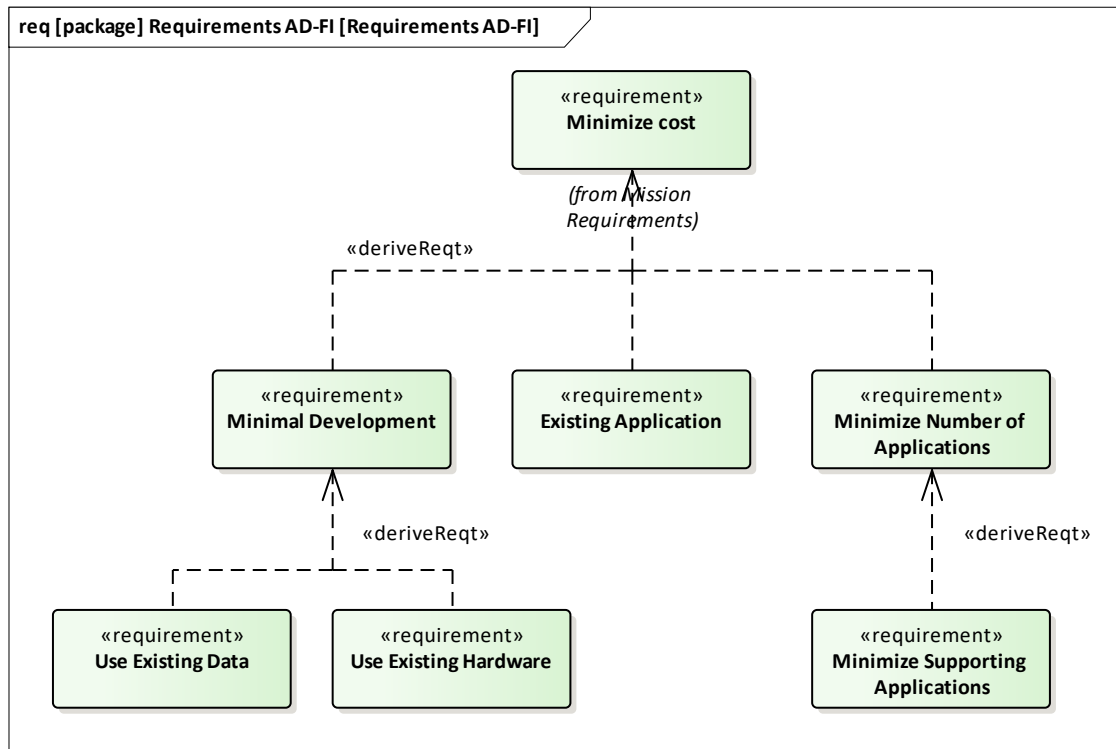 req [package] Requirements AD-FI [Requirements AD-FI]
«requirement»
Minimize cost
(from Mission
Requirements)
«deriveReqt»
«requirement»
Minimal Development
«requirement»
Existing Application
«requirement»
Minimize Number of
Applications
«deriveReqt»
«deriveReqt»
«requirement»
Use Existing Data
«requirement»
Use Existing Hardware
«requirement»
Minimize Supporting
Applications